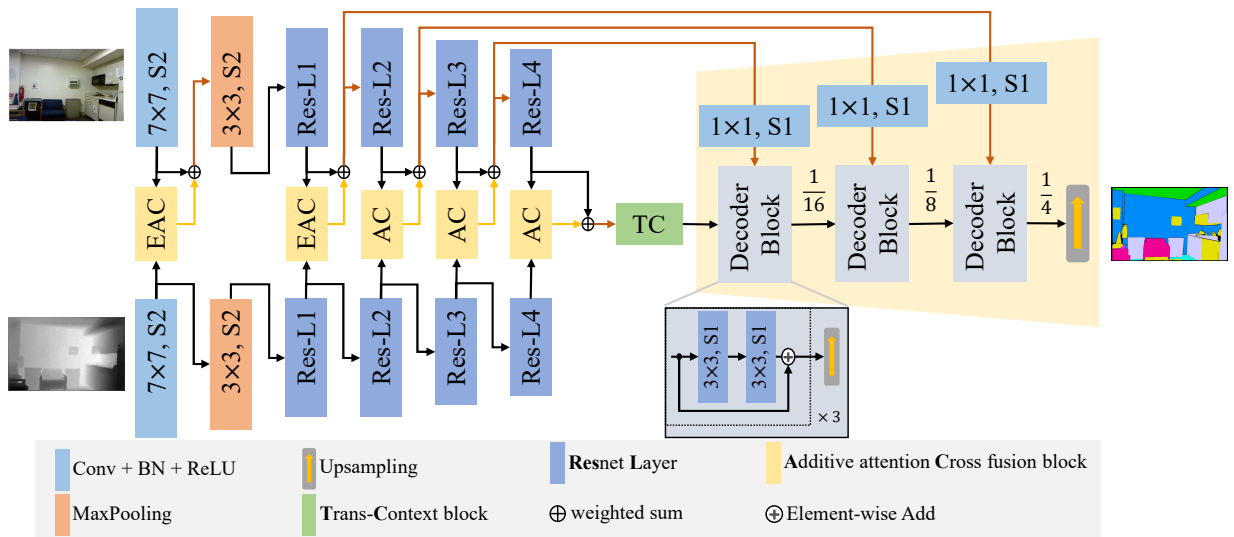 7×7, S2
3×3, S2
Res-L1
Res-L2
Res-L3
Res-L4
1×1, S1
1×1, S1
1×1, S1
EAC
EAC
AC
AC
AC
TC
Decoder
Block
1/16
Decoder
Block
1/8
Decoder
Block
1/4
7×7, S2
3×3, S2
Res-L1
Res-L2
Res-L3
Res-L4
3×3, S1
3×3, S1
× 3
Conv + BN + ReLU
Upsampling
Resnet Layer
Additive attention Cross fusion block
MaxPooling
Trans-Context block
weighted sum
Element-wise Add